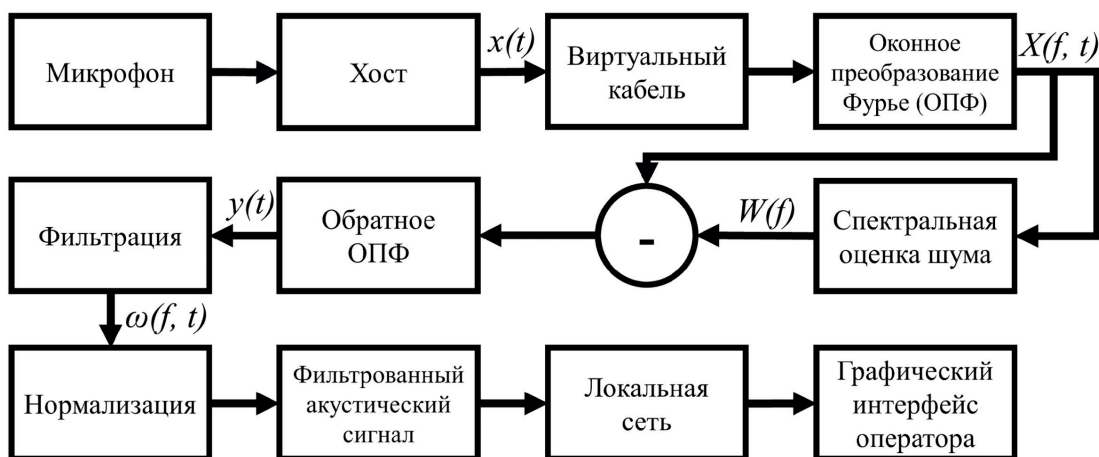 Микрофон
Хост
x(t)
Виртуальный
кабель
Оконное
преобразование
Фурье (ОПФ)
X(f, t)
Фильтрация
y(t)
Обратное
ОПФ
-
W(f)
Спектральная
оценка шума
ω(f, t)
Нормализация
Фильтрованный
акустический
сигнал
Локальная
сеть
Графический
интерфейс
оператора